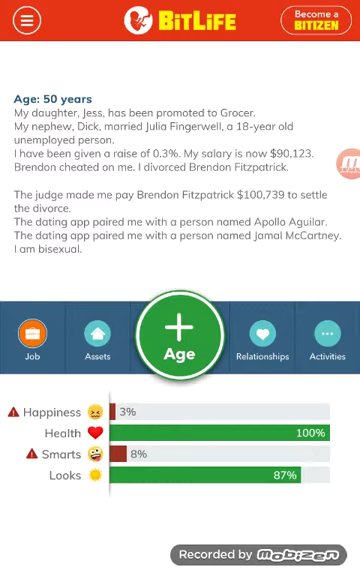 BITLIFE
Become a
BITIZEN
Age: 50 years
My daughter, Jess, has been promoted to Grocer.
My nephew, Dick, married Julia Fingerwell, a 18-year old
unemployed person.
I have been given a raise of 0.3%. My salary is now $90,123.
Brendon cheated on me. I divorced Brendon Fitzpatrick.
The judge made me pay Brendon Fitzpatrick $100,739 to settle
the divorce.
The dating app paired me with a person named Apollo Aguilar.
The dating app paired me with a person named Jamal McCartney.
I am bisexual.
Job
Assets
Age
Relationships
Activities
Happiness 3%
Health 100%
Smarts 8%
Looks 87%
Recorded by mobizen